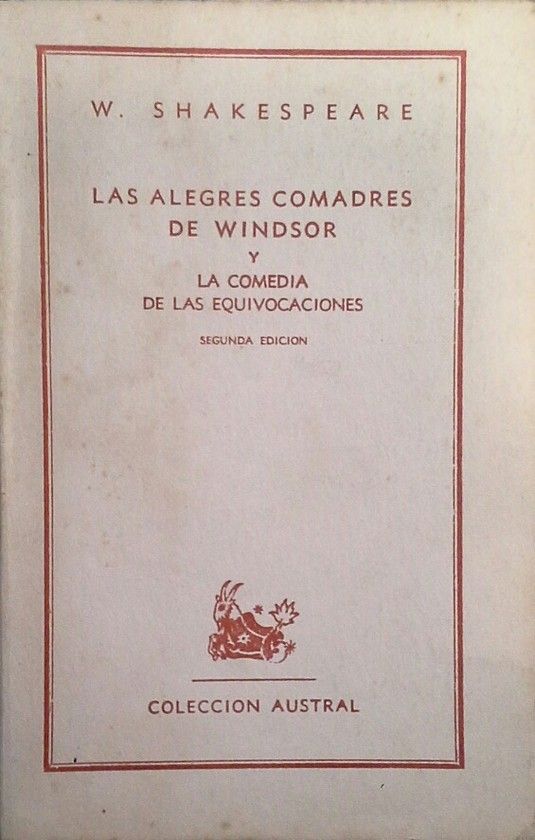 W. SHAKESPEARE
LAS ALEGRES COMADRES
DE WINDSOR
Y
LA COMEDIA
DE LAS EQUIVOCACIONES
SEGUNDA EDICION
COLECCION AUSTRAL